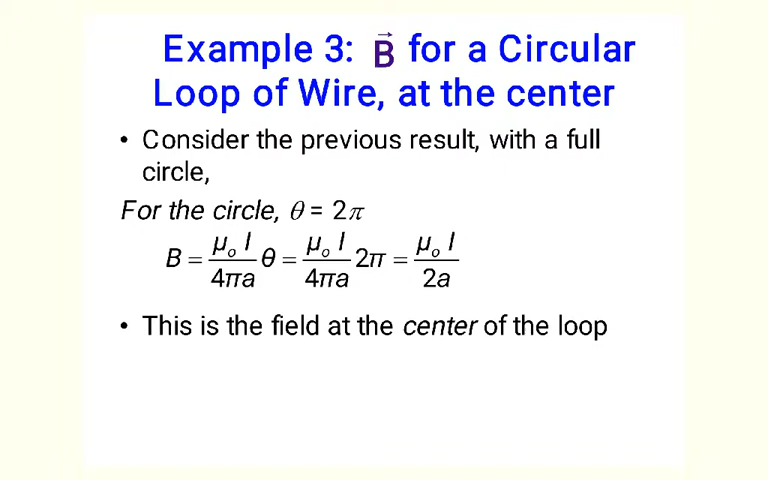 Example 3: B⃗ for a Circular
Loop of Wire, at the center
• Consider the previous result, with a full
circle,
For the circle, θ = 2π
B = μₒ I / 4πa θ = μₒ I / 4πa 2π = μₒ I / 2a
• This is the field at the center of the loop